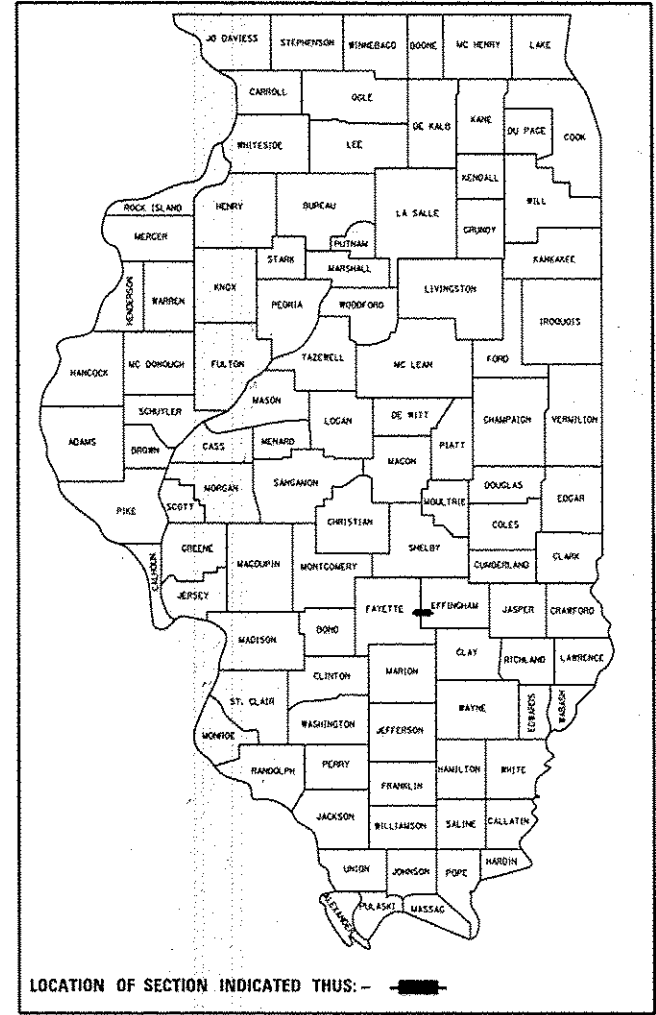 JO DAVIESS STEPHENSON WINNEBAGO BOONE MC HENRY LAKE
CARROLL OGLE DE KALB KANE DU PAGE COOK
WHITESIDE LEE KENDALL WILL
ROCK ISLAND HENRY BUREAU LA SALLE GRUNDY
MERCER STARK PUTNAM MARSHALL KANKAKEE
HENDERSON WARREN KNOX PEORIA WOODFORD LIVINGSTON IROQUOIS
HANCOCK MC DONOUGH FULTON TAZEWELL MC LEAN FORD
MASON
ADAMS SCHUYLER LOGAN DE WITT CHAMPAIGN VERMILION
BROWN CASS MENARD MACON PIATT
PIKE SCOTT MORGAN SANGAMON MOULTRIE DOUGLAS EDGAR
CHRISTIAN COLES
CALHOUN GREENE MACOUPIN MONTGOMERY SHELBY CUMBERLAND CLARK
JERSEY FAYETTE EFFINGHAM JASPER CRAWFORD
MADISON BOND
CLINTON MARION CLAY RICHLAND LAWRENCE
ST. CLAIR WAYNE EDWARDS WABASH
MONROE WASHINGTON JEFFERSON
RANDOLPH PERRY HAMILTON WHITE
FRANKLIN
JACKSON WILLIAMSON SALINE GALLATIN
UNION JOHNSON POPE HARDIN
ALEXANDER PULASKI MASSAC
LOCATION OF SECTION INDICATED THUS: -